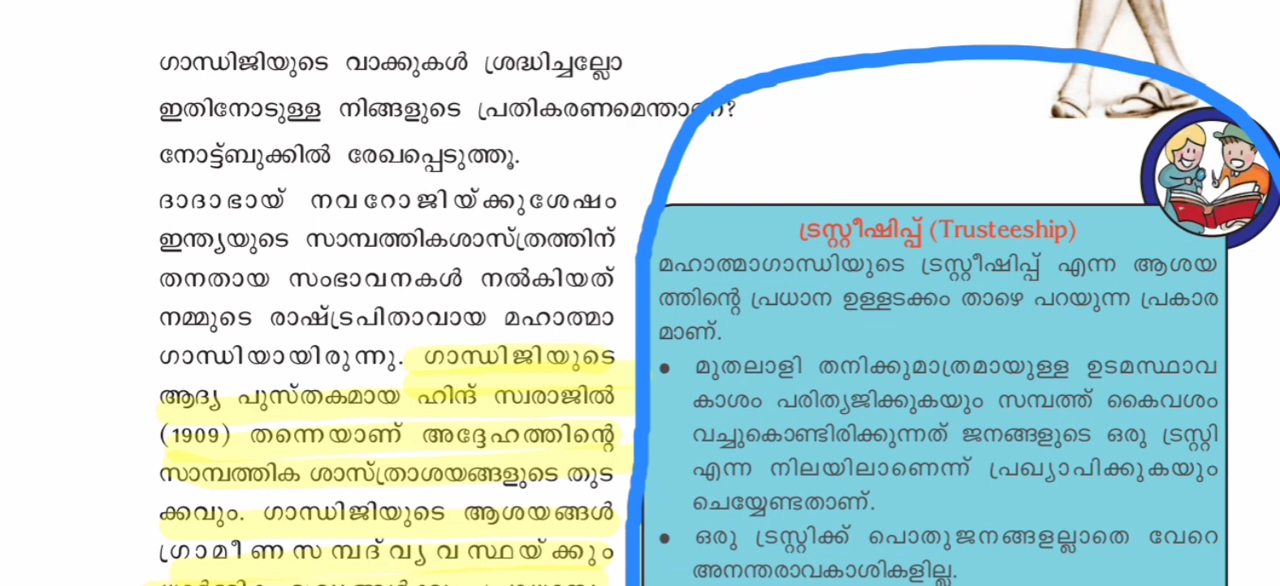 ഗാന്ധിജിയുടെ വാക്കുകൾ ശ്രദ്ധിച്ചല്ലോ
ഇതിനോടുള്ള നിങ്ങളുടെ പ്രതികരണമെന്താണ്?
നോട്ട്ബുക്കിൽ രേഖപ്പെടുത്തൂ.
ദാദാഭായ് നവറോജിയ്ക്കുശേഷം
ഇന്ത്യയുടെ സാമ്പത്തികശാസ്ത്രത്തിന്
തനതായ സംഭാവനകൾ നൽകിയത്
നമ്മുടെ രാഷ്ട്രപിതാവായ മഹാത്മാ
ഗാന്ധിയായിരുന്നു. ഗാന്ധിജിയുടെ
ആദ്യ പുസ്തകമായ ഹിന്ദ് സ്വരാജിൽ
(1909) തന്നെയാണ് അദ്ദേഹത്തിന്റെ
സാമ്പത്തിക ശാസ്ത്രാശയങ്ങളുടെ തുട
ക്കവും. ഗാന്ധിജിയുടെ ആശയങ്ങൾ
ഗ്രാമീണ സമ്പദ്‌വ്യവസ്ഥയ്ക്കും
ട്രസ്റ്റീഷിപ്പ് (Trusteeship)
മഹാത്മാഗാന്ധിയുടെ ട്രസ്റ്റീഷിപ്പ് എന്ന ആശയ
ത്തിന്റെ പ്രധാന ഉള്ളടക്കം താഴെ പറയുന്ന പ്രകാര
മാണ്.
• മുതലാളി തനിക്കുമാത്രമായുള്ള ഉടമസ്ഥാവ
കാശം പരിത്യജിക്കുകയും സമ്പത്ത് കൈവശം
വച്ചുകൊണ്ടിരിക്കുന്നത് ജനങ്ങളുടെ ഒരു ട്രസ്റ്റി
എന്ന നിലയിലാണെന്ന് പ്രഖ്യാപിക്കുകയും
ചെയ്യേണ്ടതാണ്.
• ഒരു ട്രസ്റ്റിക്ക് പൊതുജനങ്ങളല്ലാതെ വേറെ
അനന്തരാവകാശികളില്ല.